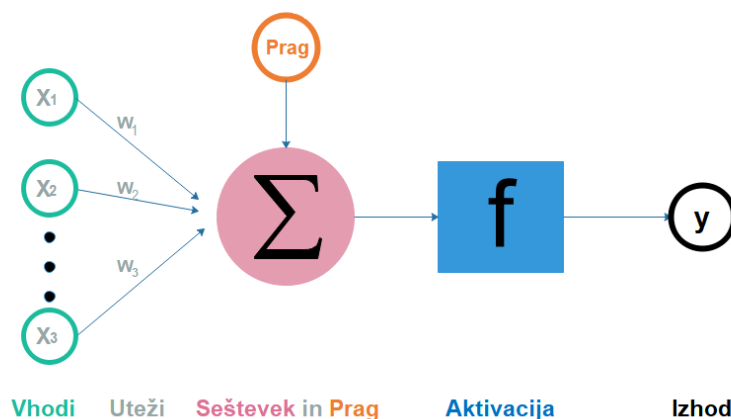 Prag
X1
w1
X2
w2
Σ
f
y
w3
X3
Vhodi Uteži Seštevek in Prag Aktivacija Izhod